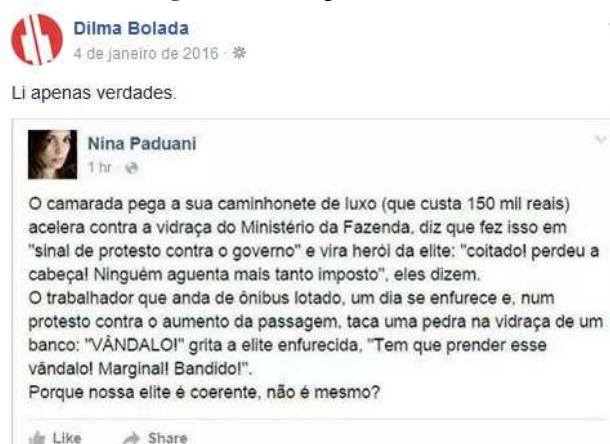 Dilma Bolada
4 de janeiro de 2016 ·
Li apenas verdades.
Nina Paduani
1 hr ·
O camarada pega a sua caminhonete de luxo (que custa 150 mil reais)
acelera contra a vidraça do Ministério da Fazenda, diz que fez isso em
"sinal de protesto contra o governo" e vira herói da elite: "coitado! perdeu a
cabeça! Ninguém aguenta mais tanto imposto", eles dizem.
O trabalhador que anda de ônibus lotado, um dia se enfurece e, num
protesto contra o aumento da passagem, taca uma pedra na vidraça de um
banco: "VÂNDALO!" grita a elite enfurecida, "Tem que prender esse
vândalo! Marginal! Bandido!".
Porque nossa elite é coerente, não é mesmo?
Like Share